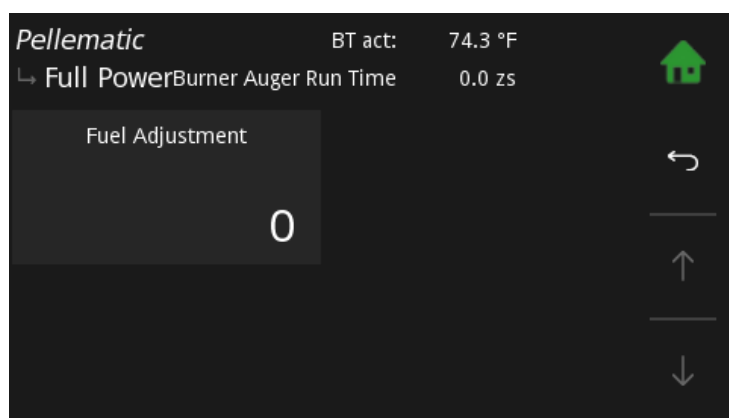 Pellematic BT act: 74.3 °F
Full Power Burner Auger Run Time 0.0 zs
Fuel Adjustment
0